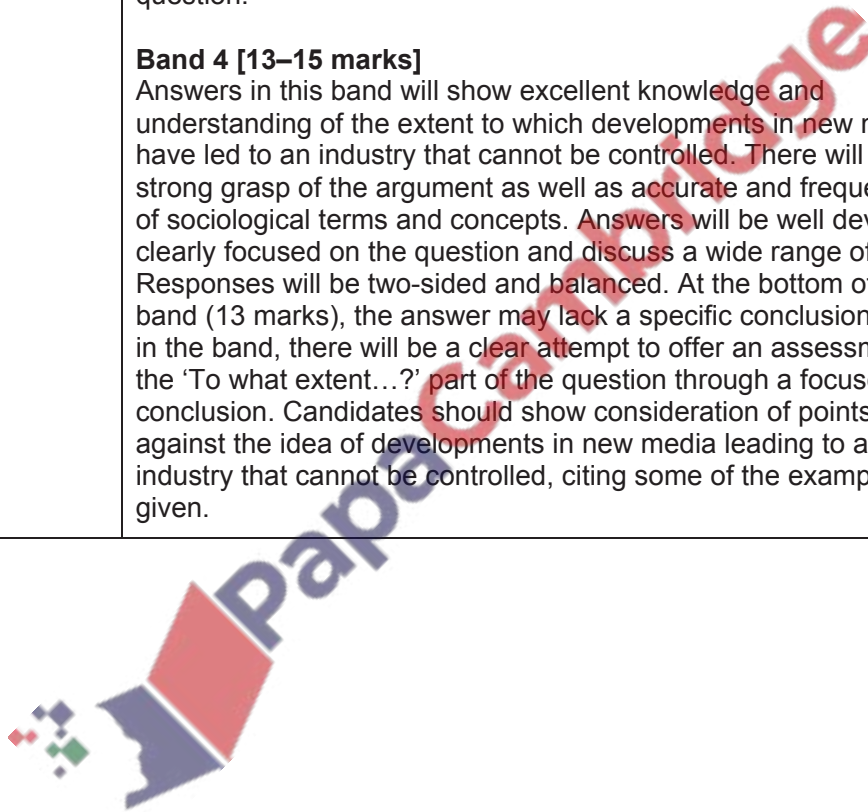 question.
Band 4 [13–15 marks]
Answers in this band will show excellent knowledge and
understanding of the extent to which developments in new
have led to an industry that cannot be controlled. There will
strong grasp of the argument as well as accurate and freque
of sociological terms and concepts. Answers will be well dev
clearly focused on the question and discuss a wide range of
Responses will be two-sided and balanced. At the bottom o
band (13 marks), the answer may lack a specific conclusion
in the band, there will be a clear attempt to offer an assessm
the ‘To what extent…?’ part of the question through a focus
conclusion. Candidates should show consideration of points
against the idea of developments in new media leading to a
industry that cannot be controlled, citing some of the examp
given.
PapaCambridge